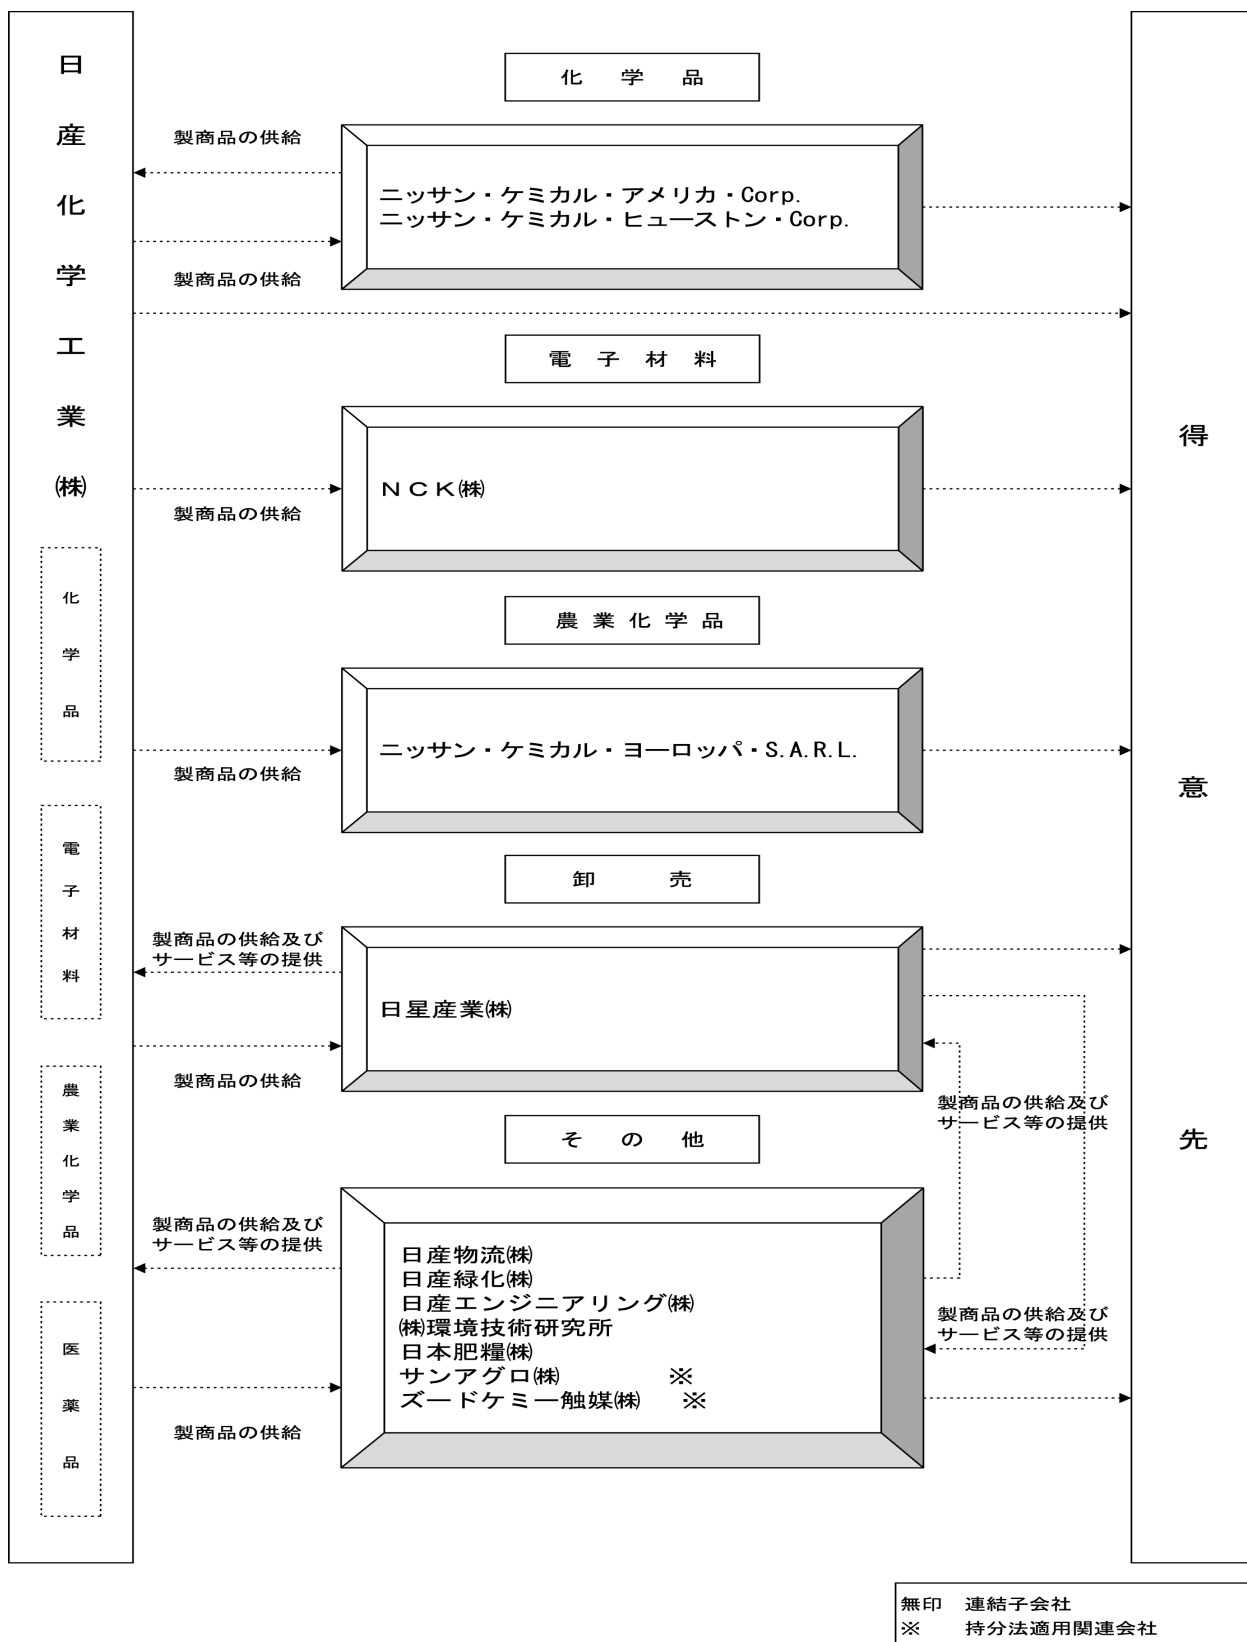 日産化学工業㈱
化学品
電子材料
農業化学品
医薬品
化学品
製商品の供給
ニッサン・ケミカル・アメリカ・Corp.
ニッサン・ケミカル・ヒューストン・Corp.
製商品の供給
電子材料
NCK㈱
製商品の供給
農業化学品
ニッサン・ケミカル・ヨーロッパ・S.A.R.L.
製商品の供給
卸売
製商品の供給及び
サービス等の提供
日星産業㈱
製商品の供給
製商品の供給及び
サービス等の提供
その他
製商品の供給及び
サービス等の提供
日産物流㈱
日産緑化㈱
日産エンジニアリング㈱
㈱環境技術研究所
日本肥糧㈱
サンアグロ㈱ ※
ズードケミー触媒㈱ ※
製商品の供給及び
サービス等の提供
製商品の供給
得意先
無印 連結子会社
※ 持分法適用関連会社